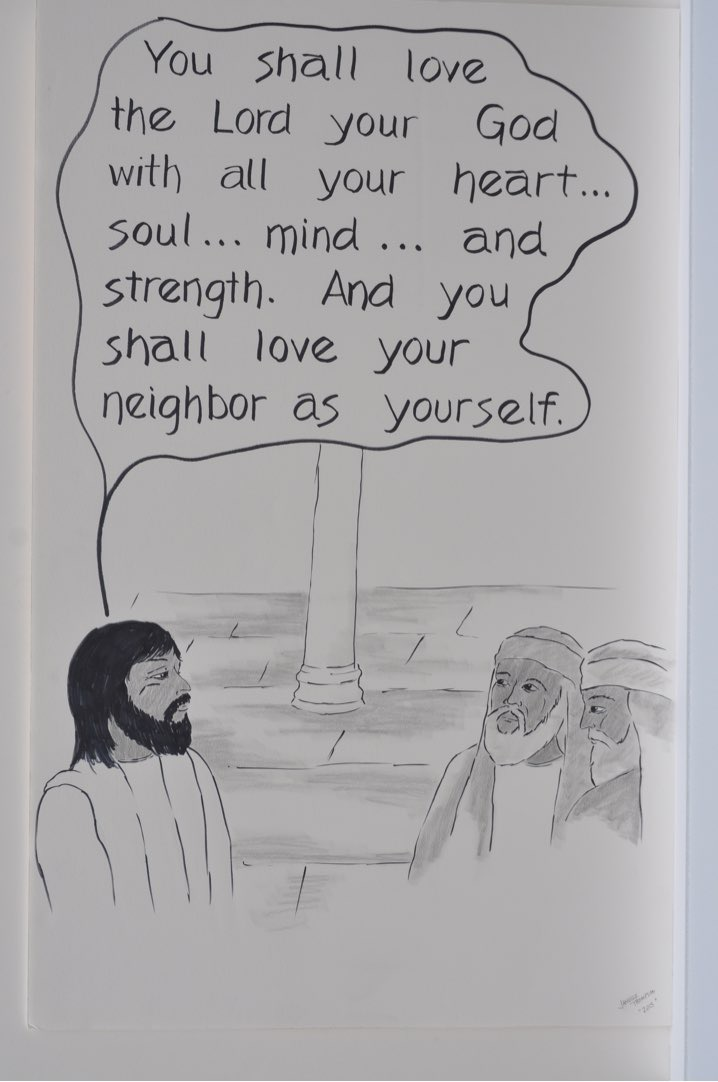 You shall love
the Lord your God
with all your heart...
soul... mind ... and
strength. And you
shall love your
neighbor as yourself.